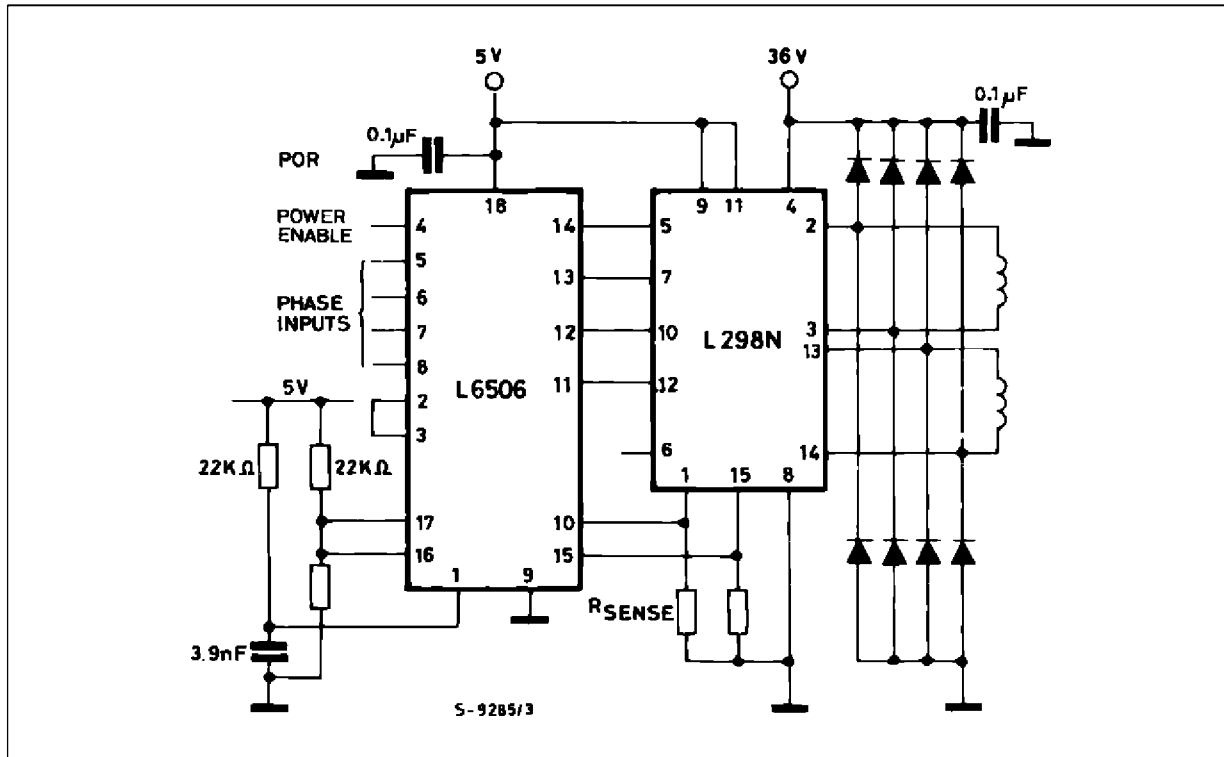 5V
36V
0.1µF
0.1µF
POR
18
9 11 4
POWER
ENABLE
4
14
5
2
5
PHASE
INPUTS
6
7
8
13
7
12
10
3
L298N
13
L6506
11
12
5V
2
3
6
14
22KΩ
22KΩ
1 15 8
17
10
16
15
1 9
RSENSE
3.9nF
S-9285/3